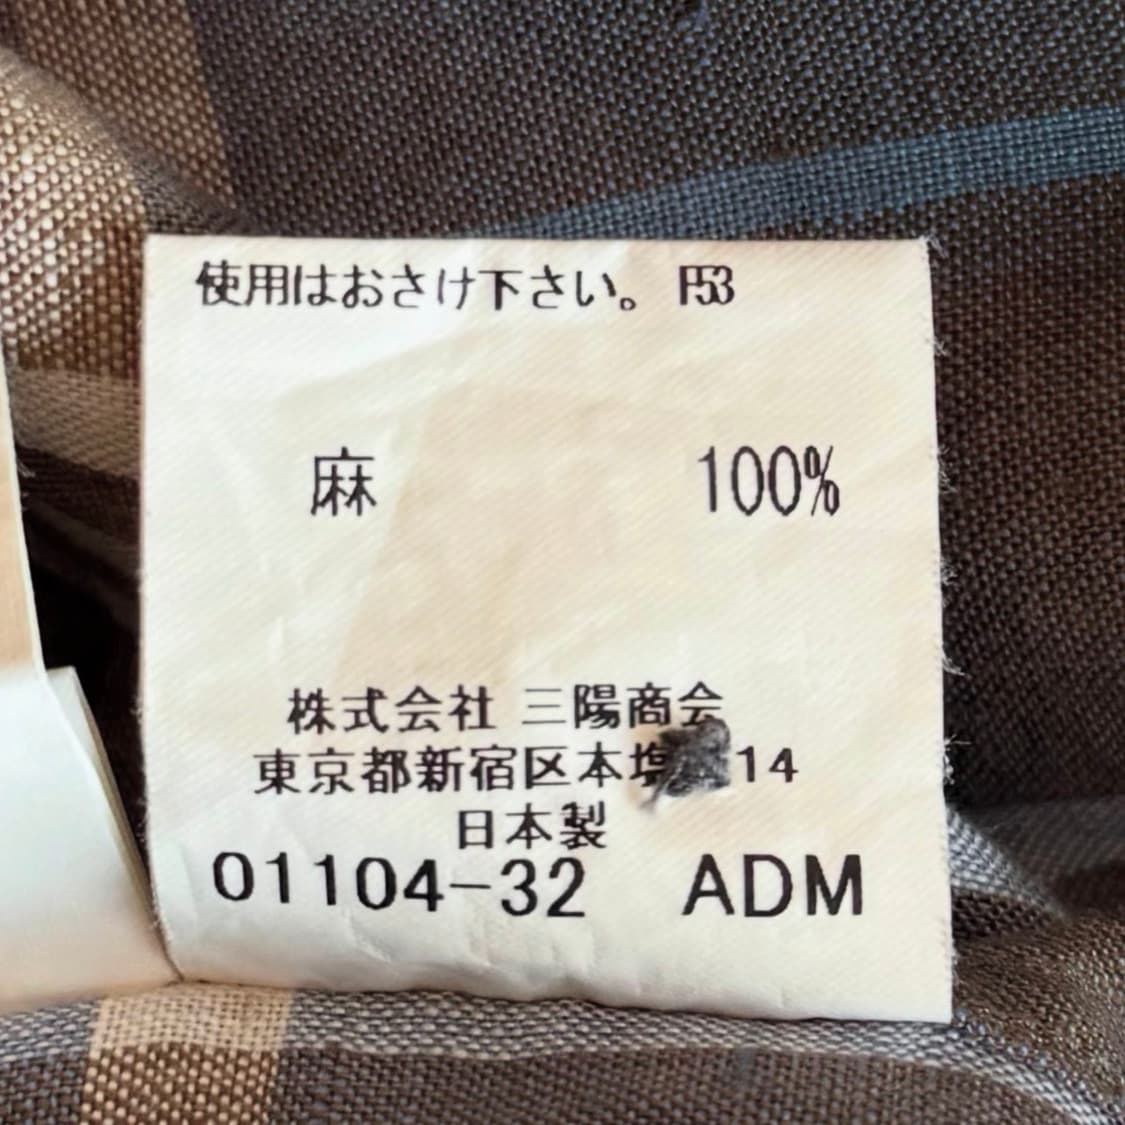 使用はおさけ下さい。 F53
麻 100%
株式会社 三陽商会
東京都新宿区本塩 14
日本製
01104-32 ADM